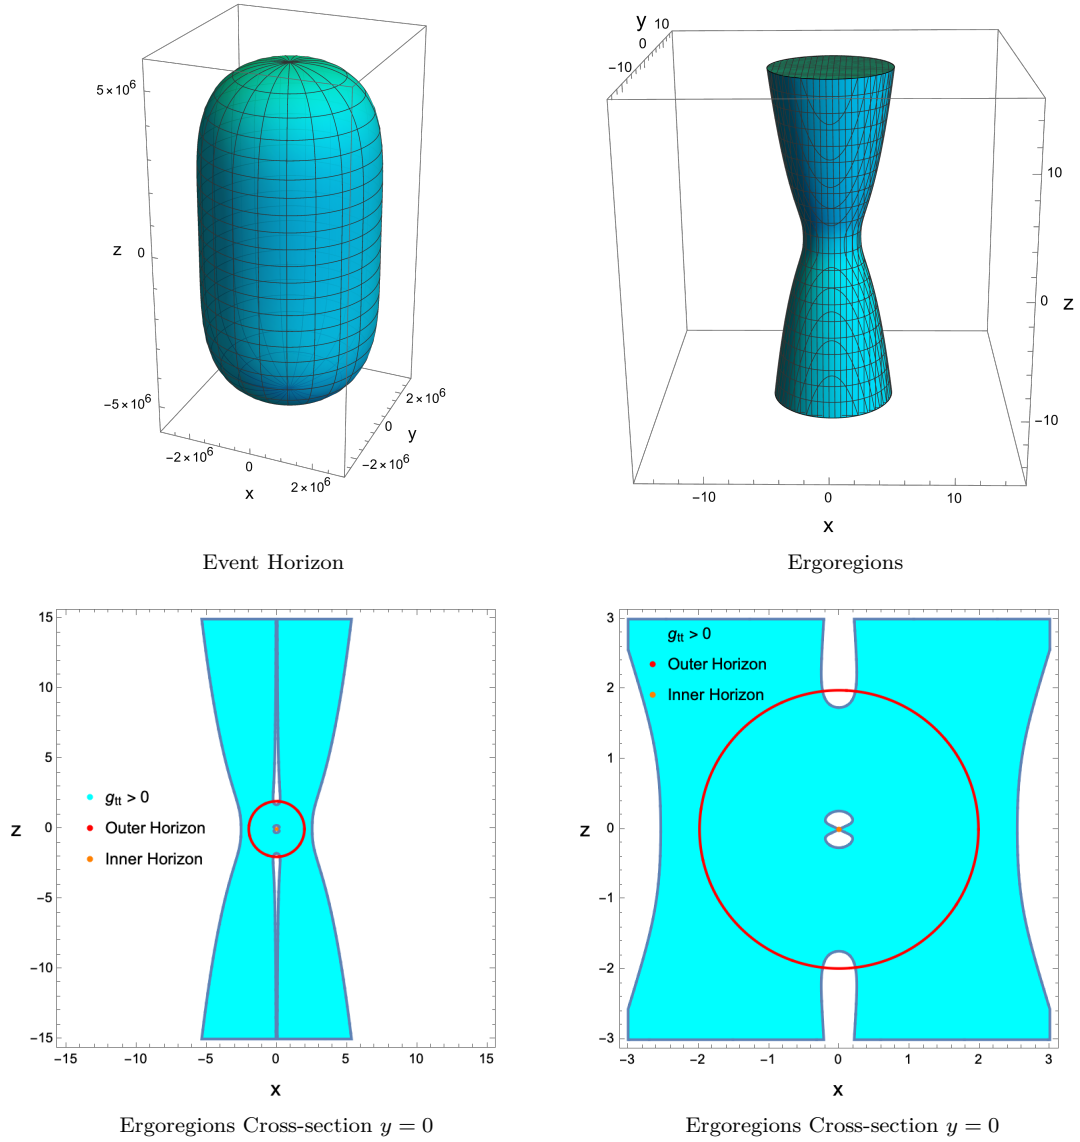 5×10⁶
z 0
−5×10⁶
−2×10⁶
0
2×10⁶
x
−2×10⁶
0
2×10⁶
y
Event Horizon
y 10
0
−10
10
0
z
−10
−10 0 10
x
Ergoregions
15
10
5
0
−5
−10
−15
z
gtt > 0
Outer Horizon
Inner Horizon
−15 −10 −5 0 5 10 15
x
Ergoregions Cross-section y = 0
3
2
1
0
−1
−2
−3
z
gtt > 0
Outer Horizon
Inner Horizon
−3 −2 −1 0 1 2 3
x
Ergoregions Cross-section y = 0